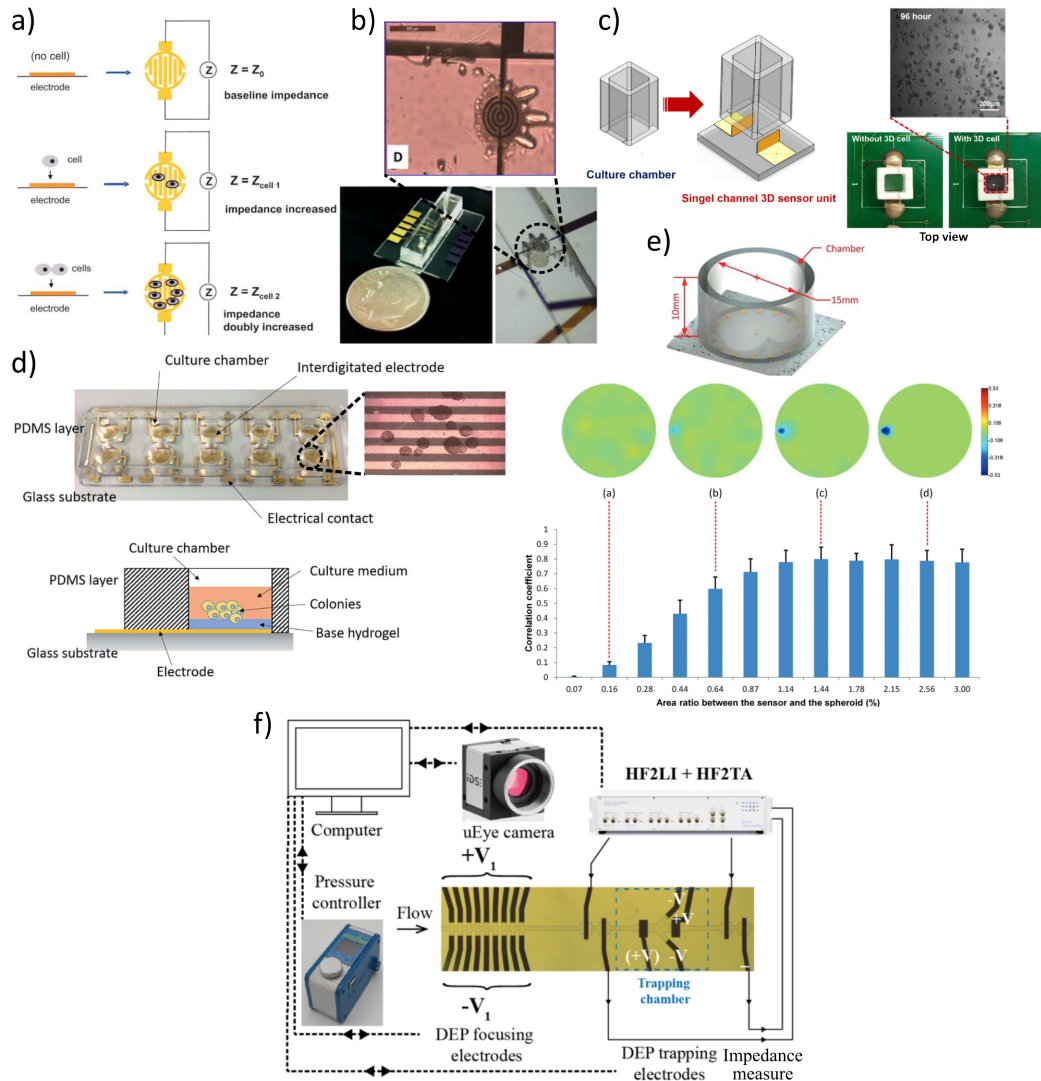 a)
(no cell)
electrode
Z
Z = Z0
baseline impedance
cell
electrode
Z
Z = Zcell 1
impedance increased
cells
electrode
Z
Z = Zcell 2
impedance
doubly increased
b)
D
c)
Culture chamber
Singel channel 3D sensor unit
96 hour
200μm
Without 3D cell
With 3D cell
Top view
d)
Culture chamber
Interdigitated electrode
PDMS layer
Glass substrate
Electrical contact
Culture chamber
PDMS layer
Culture medium
Colonies
Base hydrogel
Glass substrate
Electrode
e)
Chamber
10mm
15mm
0.53
0.318
0.106
-0.106
-0.318
-0.53
(a)
(b)
(c)
(d)
Correlation coefficient
1
0.9
0.8
0.7
0.6
0.5
0.4
0.3
0.2
0.1
0
0.07 0.16 0.28 0.44 0.64 0.87 1.14 1.44 1.78 2.15 2.56 3.00
Area ratio between the sensor and the spheroid (%)
f)
Computer
iDS
uEye camera
HF2LI + HF2TA
+V1
Pressure
controller
Flow
-V
+V
(+V)
-V
Trapping
chamber
-V1
DEP focusing
electrodes
DEP trapping
electrodes
Impedance
measure